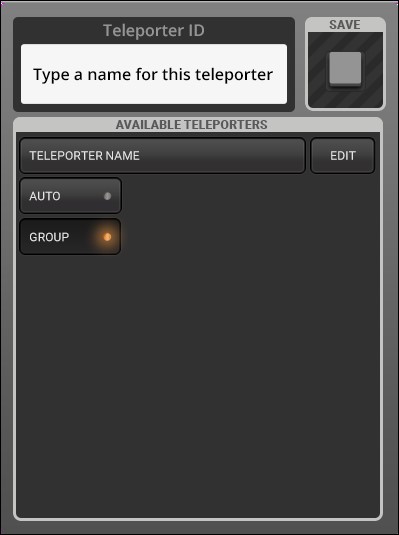 Teleporter ID
SAVE
Type a name for this teleporter
AVAILABLE TELEPORTERS
TELEPORTER NAME
EDIT
AUTO
GROUP